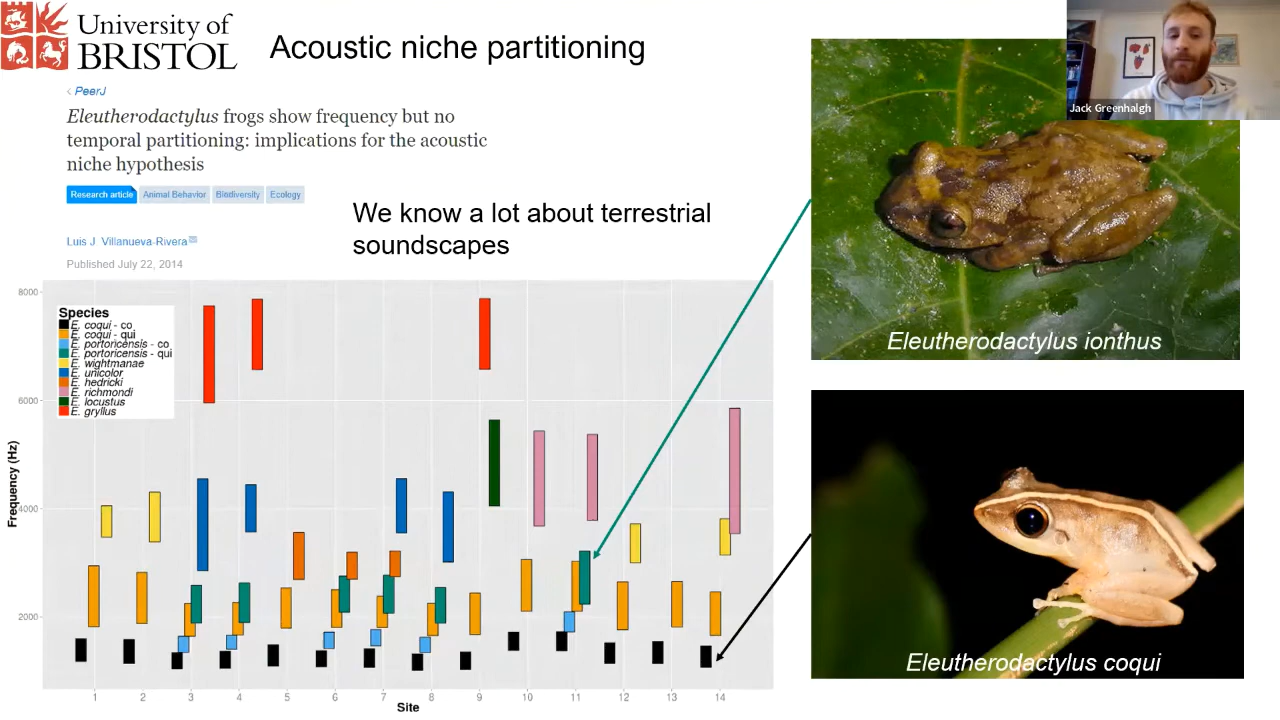 University of
BRISTOL
Acoustic niche partitioning
Jack Greenhalgh
< PeerJ
Eleutherodactylus frogs show frequency but no
temporal partitioning: implications for the acoustic
niche hypothesis
Research article Animal Behavior Biodiversity Ecology
We know a lot about terrestrial
soundscapes
Luis J Villanueva-Rivera
Published July 22, 2014
Eleutherodactylus ionthus
Eleutherodactylus coqui
Species
E. coqui - co
E. coqui - qui
E. portoricensis - co
E. portoricensis - qui
E. wightmanae
E. unicolor
E. hedricki
E. richmondi
E. locustus
E. gryllus
Frequency (Hz)
8000
6000
4000
2000
1 2 3 4 5 6 7 8 9 10 11 12 13 14
Site